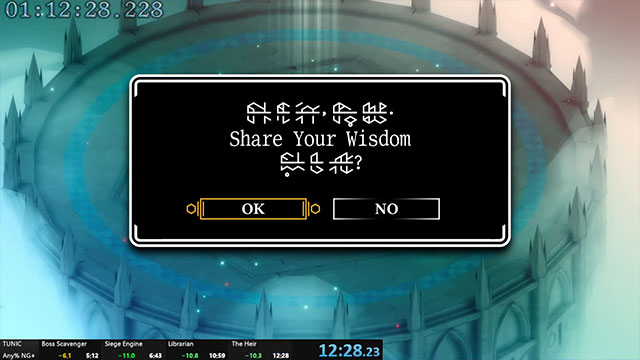 01:12:28.228
Share Your Wisdom
?
OK NO
TUNIC Boss Scavenger Siege Engine Librarian The Heir
Any% NG+ −6.1 5:12 −11.0 6:43 −10.8 10:59 −10.3 12:28 12:28.23